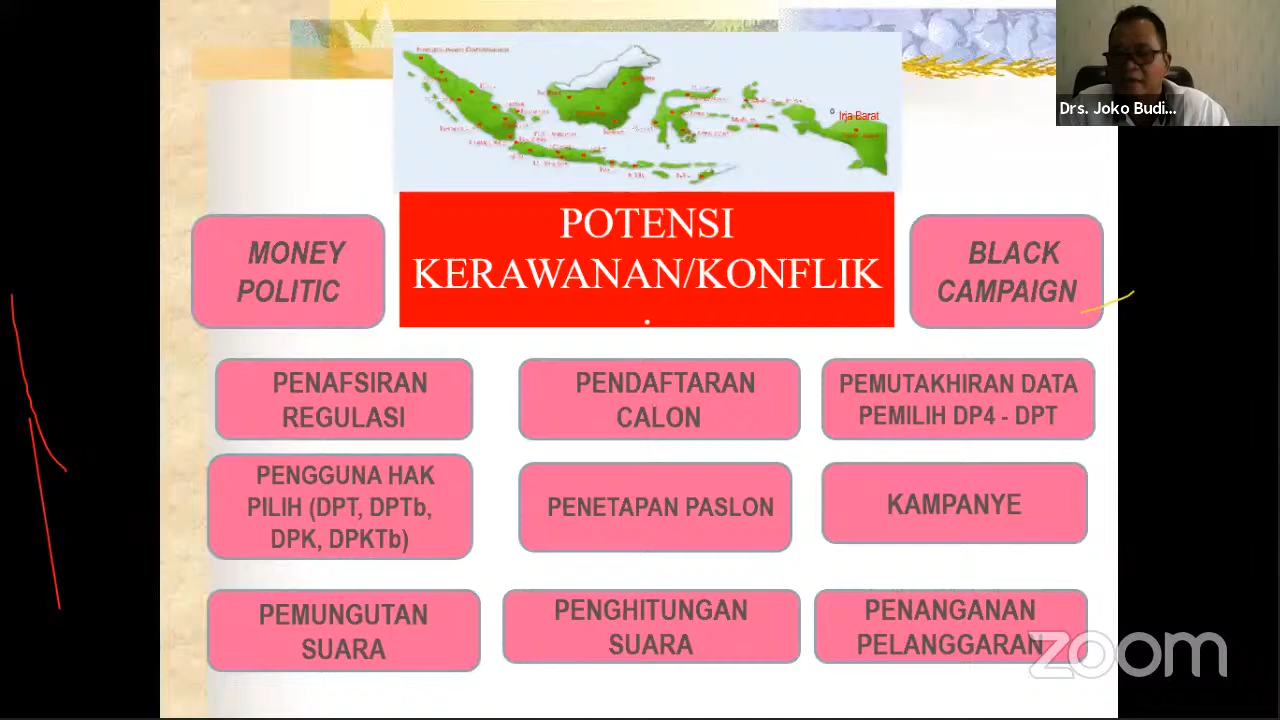 Irja Barat
Drs. Joko Budi...
POTENSI
KERAWANAN/KONFLIK
.
MONEY
POLITIC
BLACK
CAMPAIGN
PENAFSIRAN
REGULASI
PENDAFTARAN
CALON
PEMUTAKHIRAN DATA
PEMILIH DP4 - DPT
PENGGUNA HAK
PILIH (DPT, DPTb,
DPK, DPKTb)
PENETAPAN PASLON
KAMPANYE
PEMUNGUTAN
SUARA
PENGHITUNGAN
SUARA
PENANGANAN
PELANGGARAN
zoom